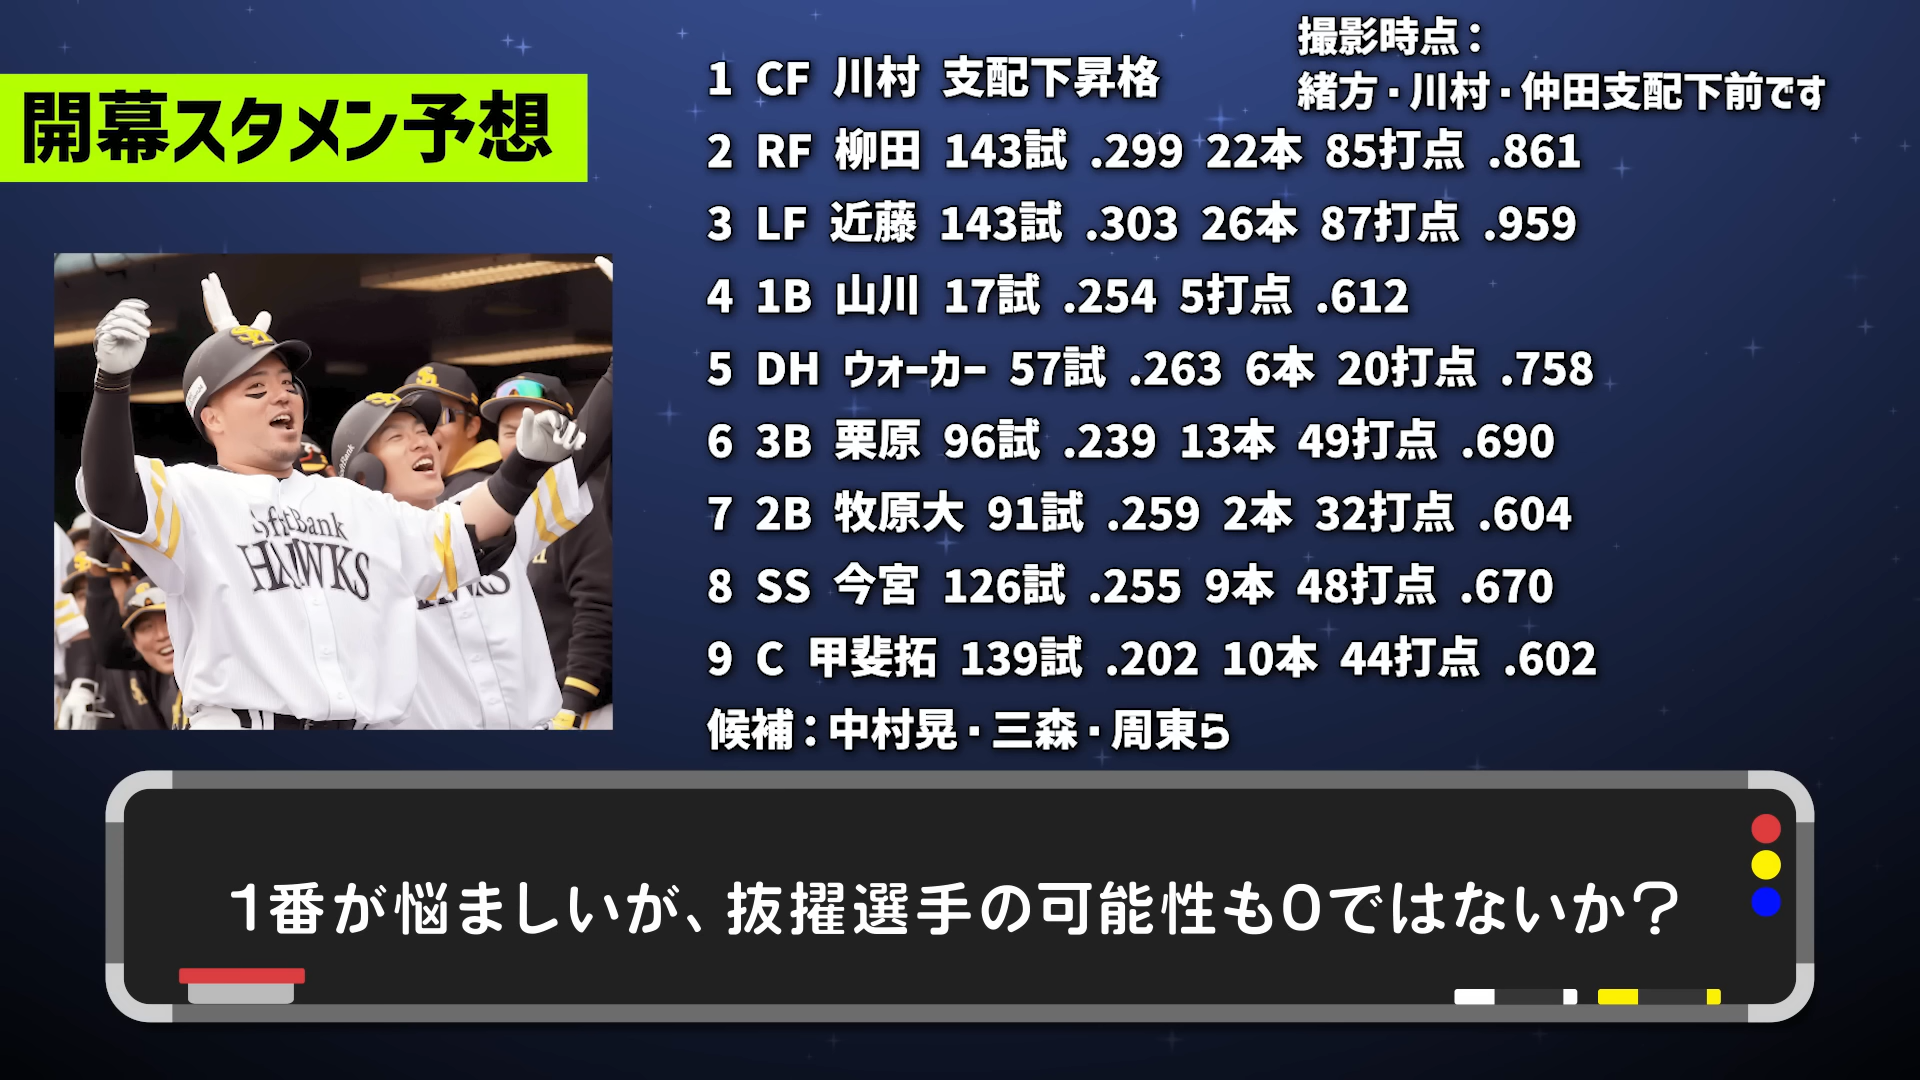 開幕スタメン予想
撮影時点：
緒方・川村・仲田支配下前です
1 CF 川村 支配下昇格
2 RF 柳田 143試 .299 22本 85打点 .861
3 LF 近藤 143試 .303 26本 87打点 .959
4 1B 山川 17試 .254 5打点 .612
5 DH ウォーカー 57試 .263 6本 20打点 .758
6 3B 栗原 96試 .239 13本 49打点 .690
7 2B 牧原大 91試 .259 2本 32打点 .604
8 SS 今宮 126試 .255 9本 48打点 .670
9 C 甲斐拓 139試 .202 10本 44打点 .602
候補：中村晃・三森・周東ら
SoftBank
HAWKS
1番が悩ましいが、抜擢選手の可能性も0ではないか？